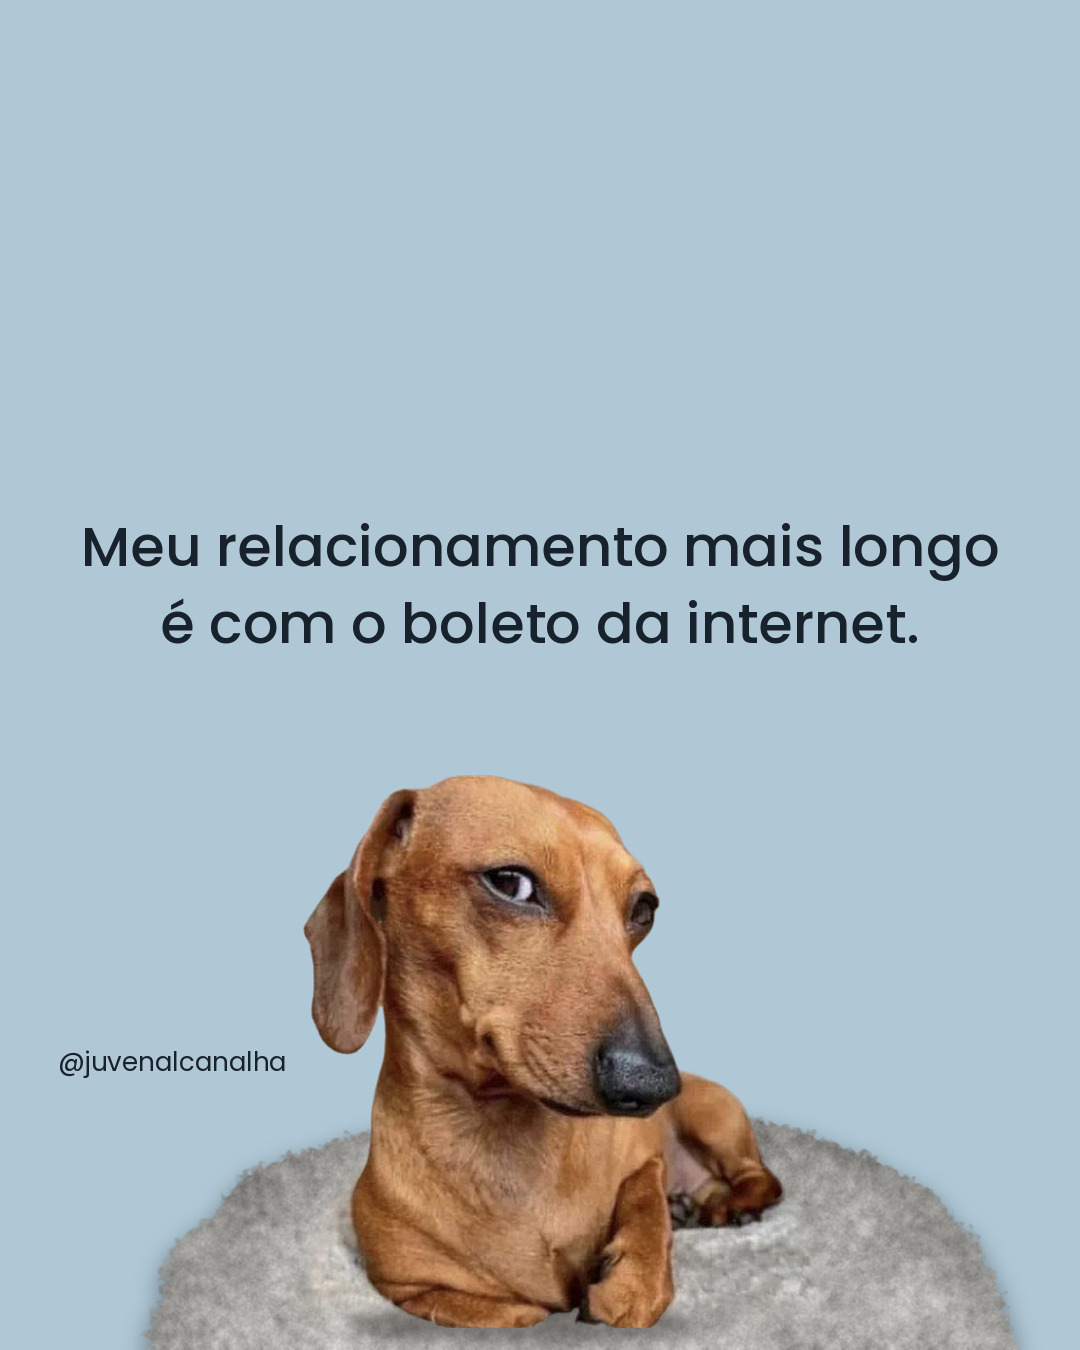 Meu relacionamento mais longo
é com o boleto da internet.
@juvenalcanalha